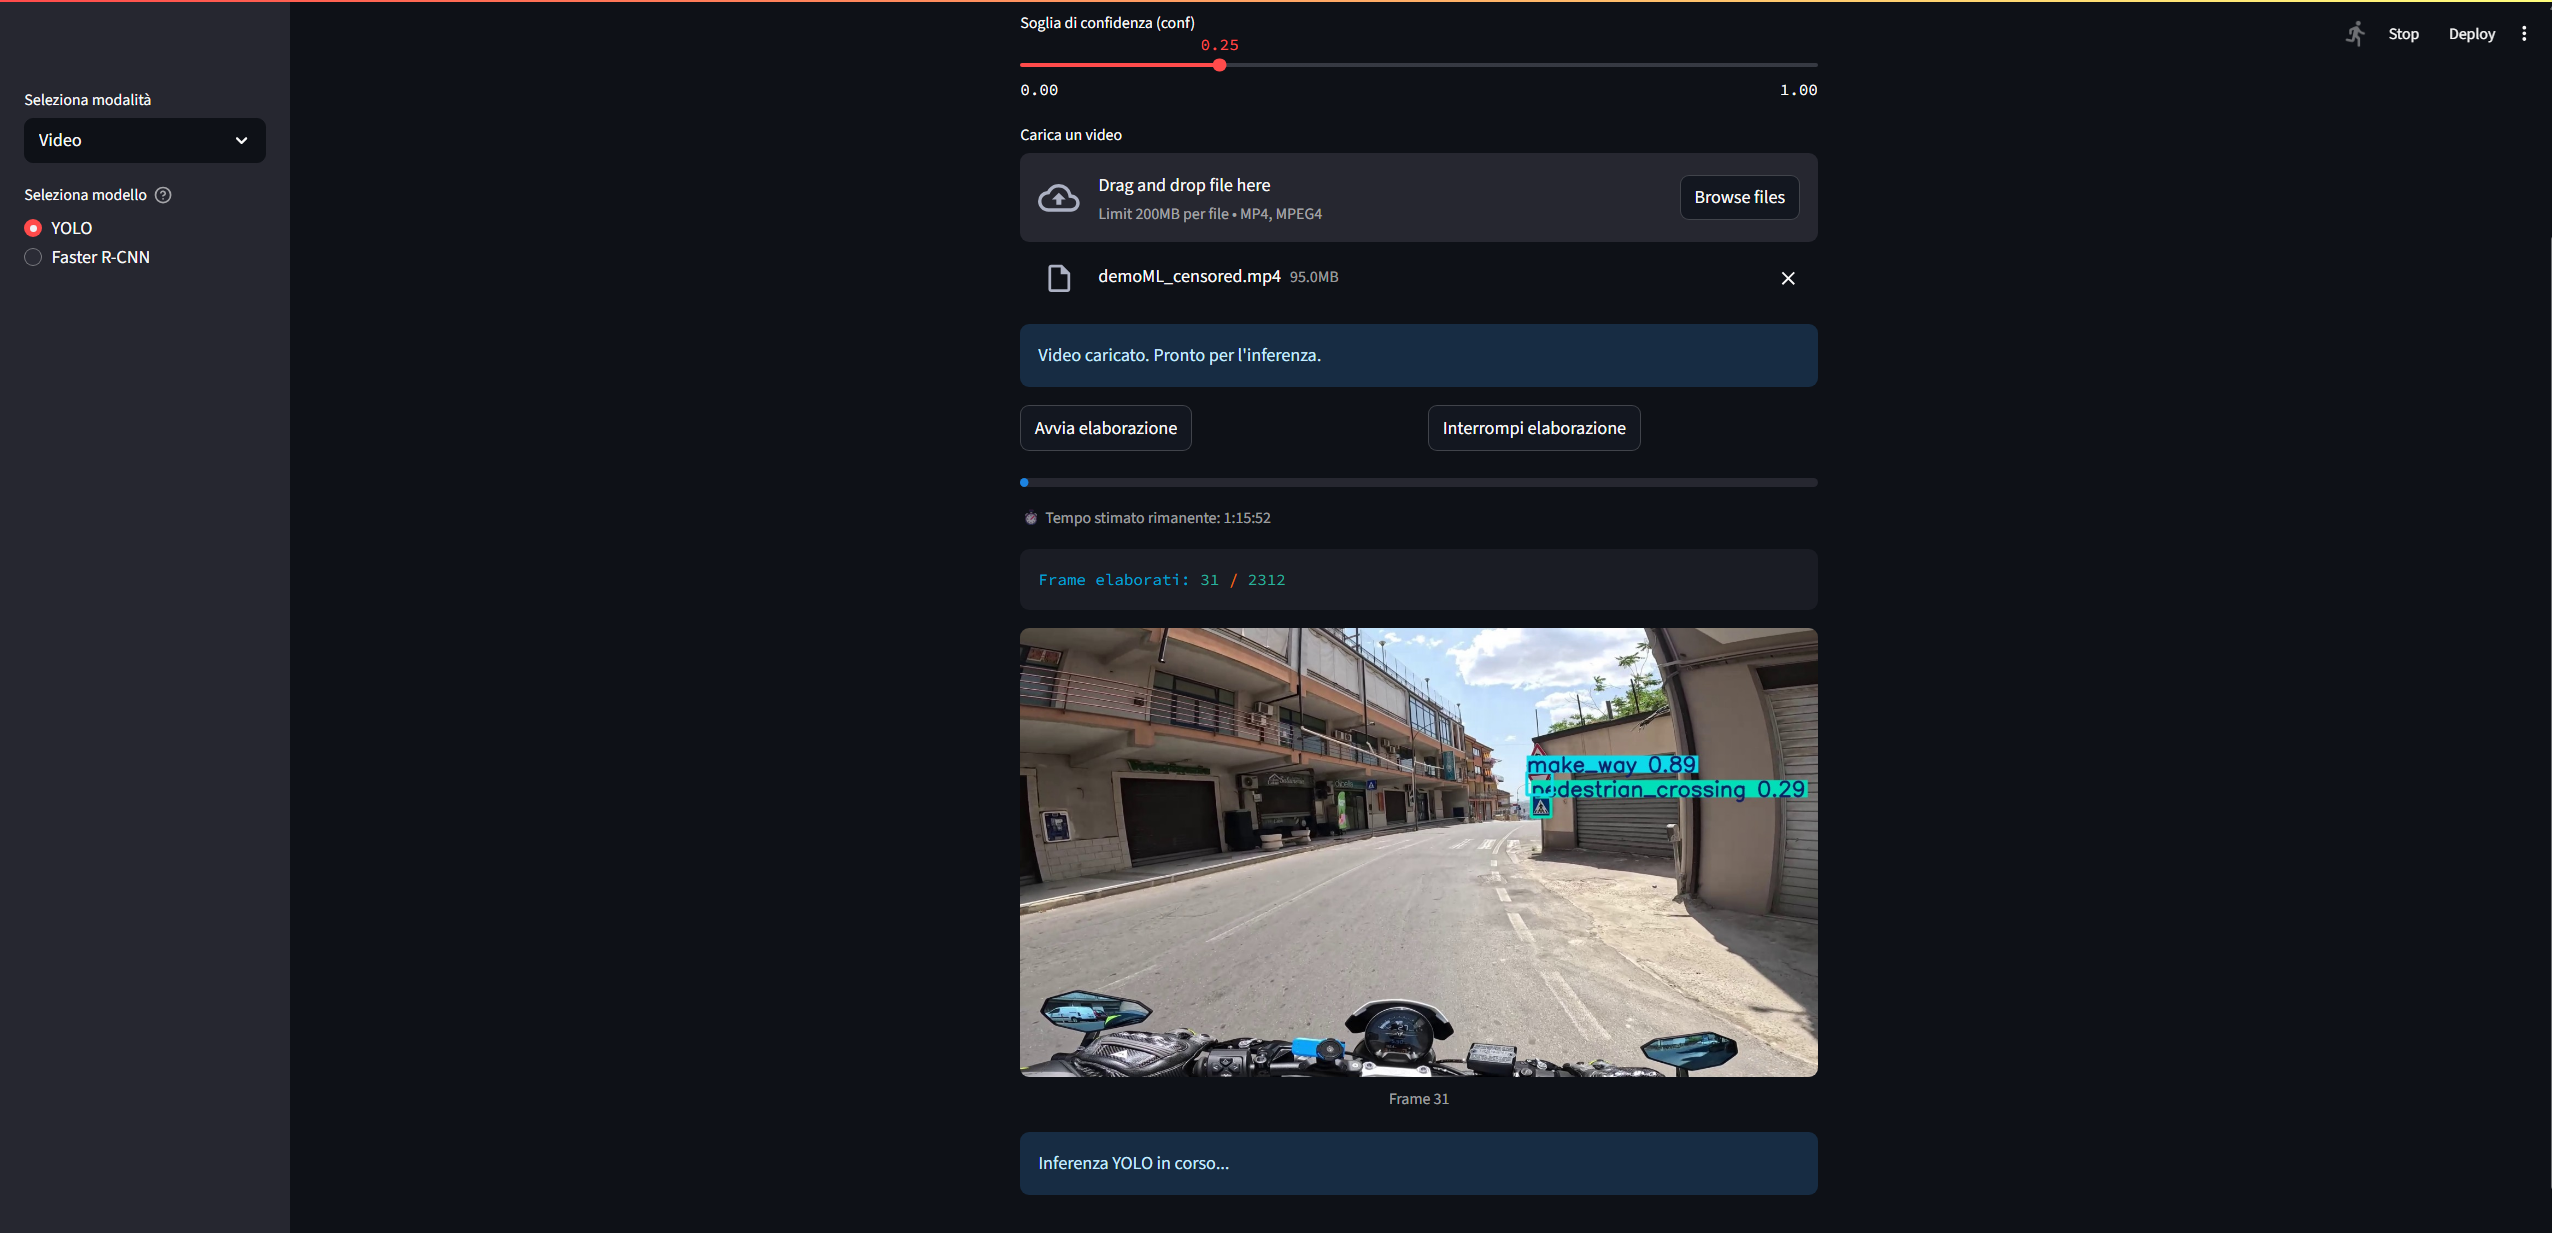 Stop
Deploy
Seleziona modalità
Video
Seleziona modello
YOLO
Faster R-CNN
Soglia di confidenza (conf)
0.25
0.00
1.00
Carica un video
Drag and drop file here
Limit 200MB per file • MP4, MPEG4
Browse files
demoML_censored.mp4 95.0MB
Video caricato. Pronto per l'inferenza.
Avvia elaborazione
Interrompi elaborazione
Tempo stimato rimanente: 1:15:52
Frame elaborati: 31 / 2312
make_way 0.89
pedestrian_crossing 0.29
Frame 31
Inferenza YOLO in corso...